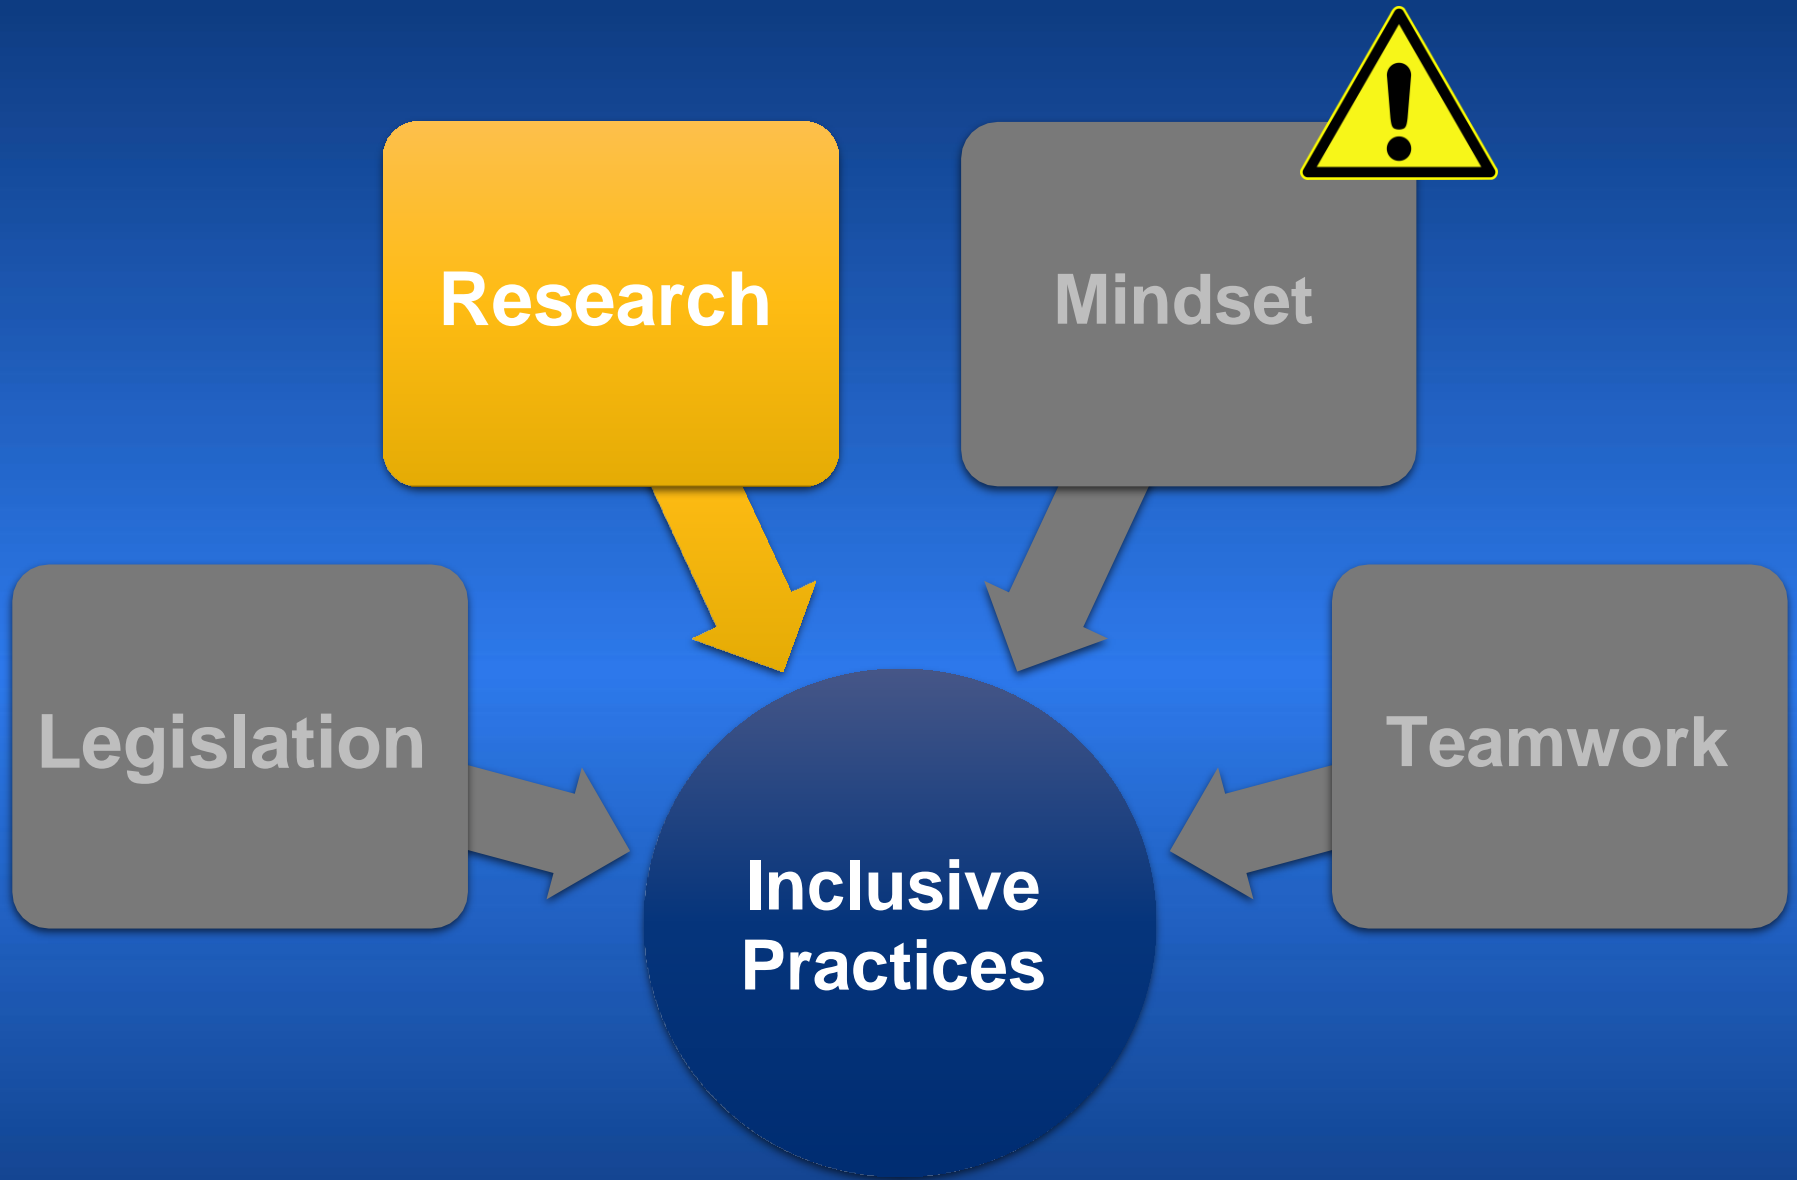 Research
Mindset
Legislation
Teamwork
Inclusive
Practices